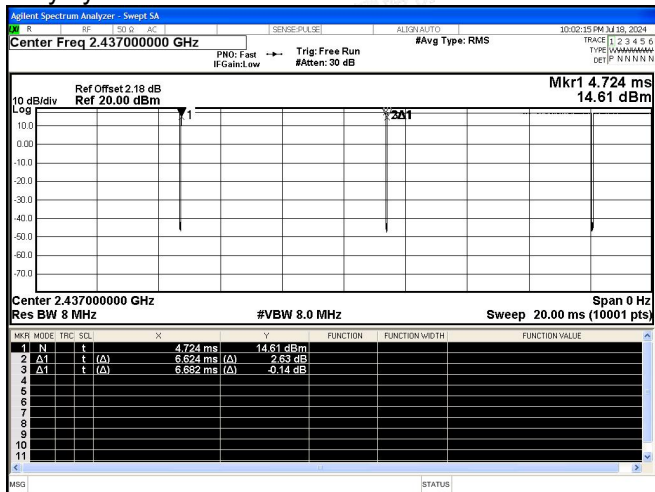 Agilent Spectrum Analyzer - Swept SA
R RF 50 Ω AC SENSE:PULSE ALIGN AUTO 10:02:15 PM Jul 18, 2024
Center Freq 2.437000000 GHz #Avg Type: RMS TRACE 1 2 3 4 5 6
PNO: Fast Trig: Free Run TYPE
IFGain:Low #Atten: 30 dB DET P N N N N N
Ref Offset 2.18 dB Mkr1 4.724 ms
10 dB/div Ref 20.00 dBm 14.61 dBm
Log
10.0
0.00
-10.0
-20.0
-30.0
-40.0
-50.0
-60.0
-70.0
1
2Δ1
Center 2.437000000 GHz Span 0 Hz
Res BW 8 MHz #VBW 8.0 MHz Sweep 20.00 ms (10001 pts)
MKR MODE TRC SCL X Y FUNCTION FUNCTION WIDTH FUNCTION VALUE
1 N t 4.724 ms 14.61 dBm
2 Δ1 t (Δ) 6.624 ms (Δ) 2.63 dB
3 Δ1 t (Δ) 6.682 ms (Δ) -0.14 dB
4
5
6
7
8
9
10
11
MSG STATUS